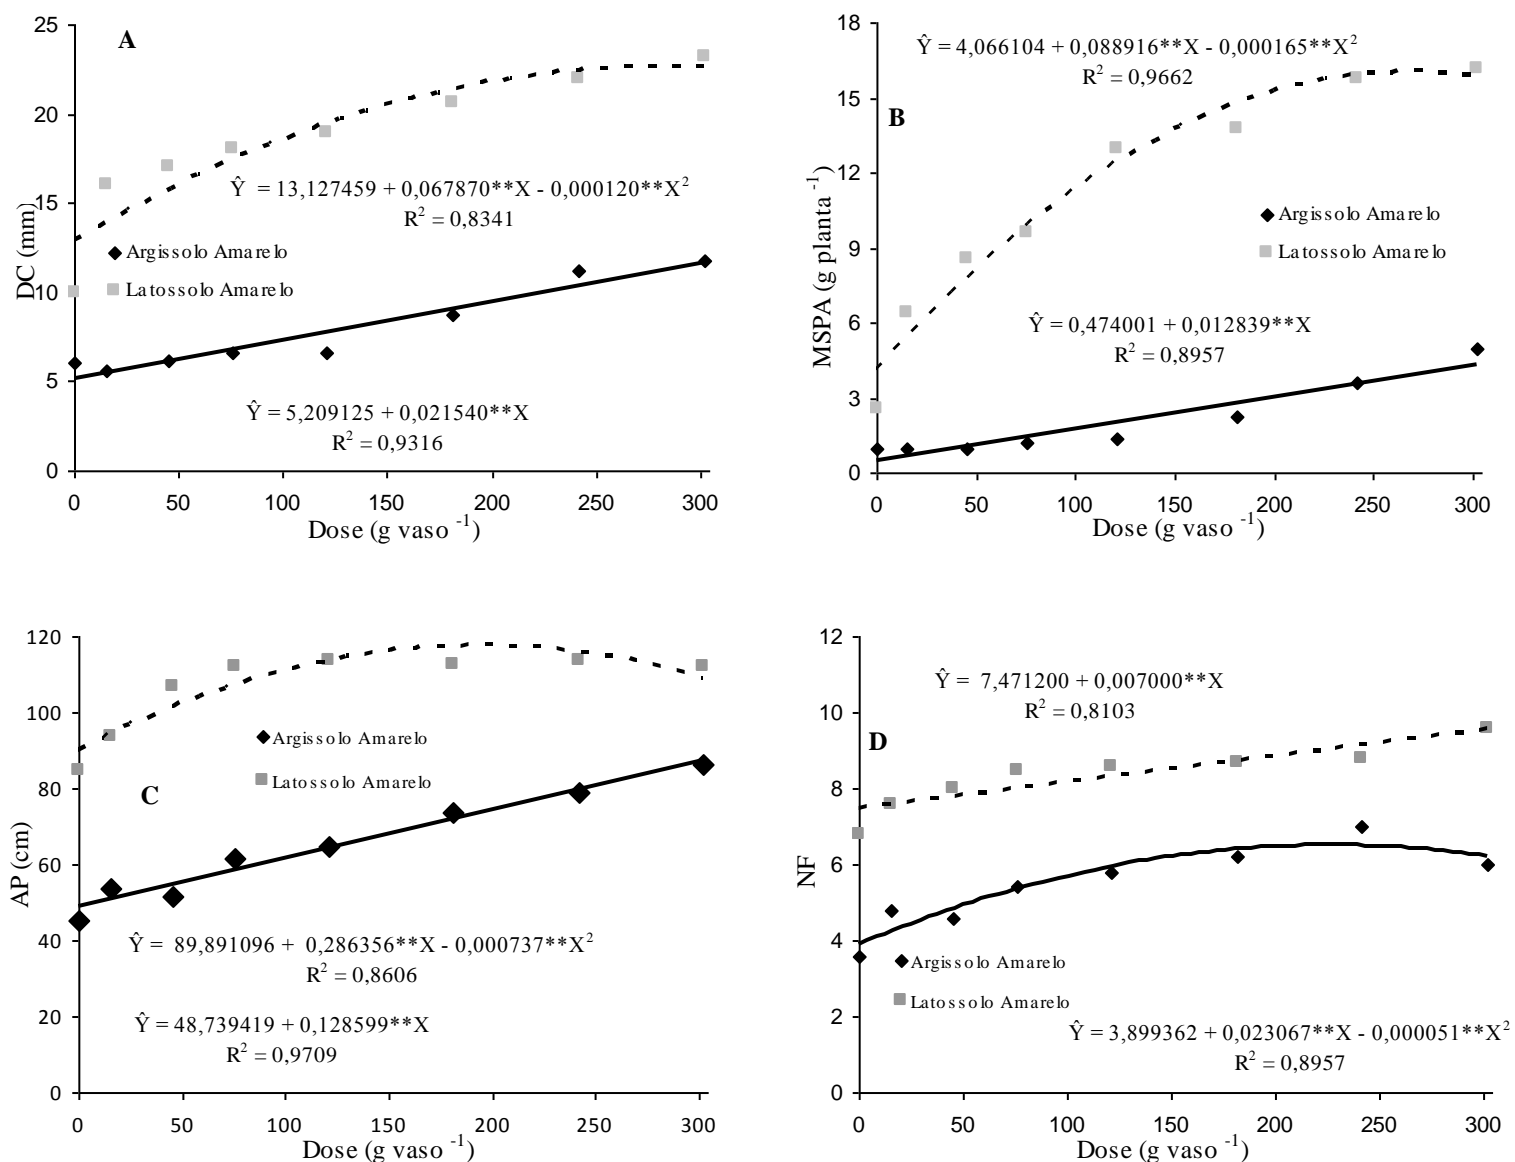 A
25
20
15
10
5
0
DC (mm)
Ŷ = 13,127459 + 0,067870**X - 0,000120**X²
R² = 0,8341
Argissolo Amarelo
Latossolo Amarelo
Ŷ = 5,209125 + 0,021540**X
R² = 0,9316
0 50 100 150 200 250 300
Dose (g vaso ⁻¹)
B
18
15
12
9
6
3
0
MSPA (g planta ⁻¹)
Ŷ = 4,066104 + 0,088916**X - 0,000165**X²
R² = 0,9662
Argissolo Amarelo
Latossolo Amarelo
Ŷ = 0,474001 + 0,012839**X
R² = 0,8957
0 50 100 150 200 250 300
Dose (g vaso ⁻¹)
C
120
100
80
60
40
20
0
AP (cm)
Argissolo Amarelo
Latossolo Amarelo
Ŷ = 89,891096 + 0,286356**X - 0,000737**X²
R² = 0,8606
Ŷ = 48,739419 + 0,128599**X
R² = 0,9709
0 50 100 150 200 250 300
Dose (g vaso ⁻¹)
D
12
10
8
6
4
2
0
NF
Ŷ = 7,471200 + 0,007000**X
R² = 0,8103
Argissolo Amarelo
Latossolo Amarelo
Ŷ = 3,899362 + 0,023067**X - 0,000051**X²
R² = 0,8957
0 50 100 150 200 250 300
Dose (g vaso ⁻¹)